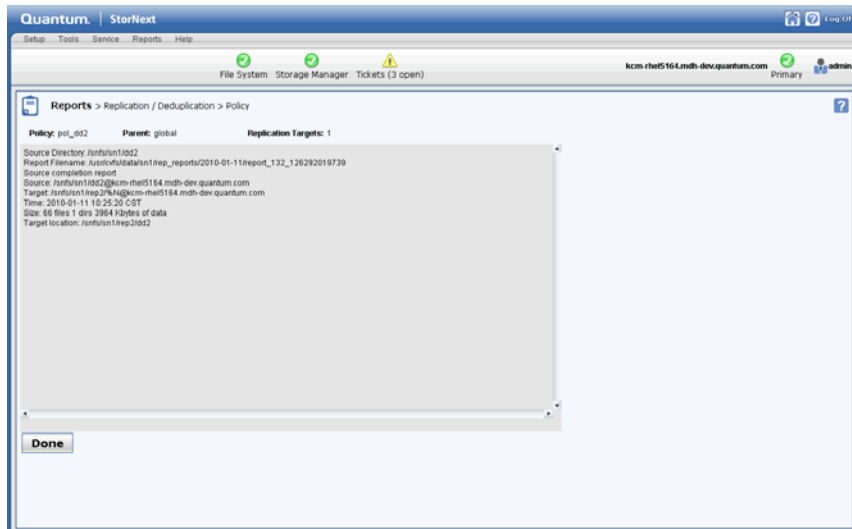 Quantum. | StorNext
Log Of
Setup Tools Service Reports Help
File System Storage Manager Tickets (3 open)
kcm-rhel5164.mdh-dev.quantum.com Primary admin
Reports > Replication / Deduplication > Policy
Policy: pol_dd2 Parent: global Replication Targets: 1
Source Directory: /snfs/sn1/dd2
Report Filename: /usr/cvfs/data/sn1/rep_reports/2010-01-11/report_132_126292019739
Source completion report
Source: /snfs/sn1/dd2@kcm-rhel5164.mdh-dev.quantum.com
Target: /snfs/sn1/rep2/%N@kcm-rhel5164.mdh-dev.quantum.com
Time: 2010-01-11 10:25:20 CST
Size: 66 files 1 dirs 3964 Kbytes of data
Target location: /snfs/sn1/rep2/dd2
Done